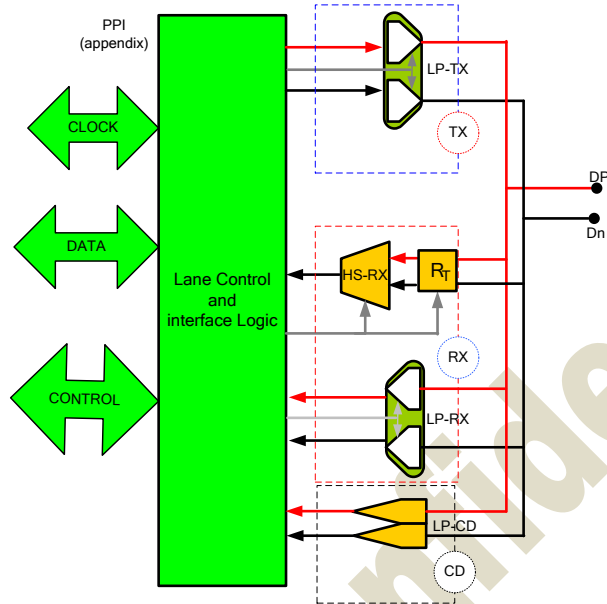 PPI
(appendix)
CLOCK
DATA
CONTROL
Lane Control
and
interface Logic
LP-TX
TX
DP
Dn
HS-RX
RT
RX
LP-RX
LP-CD
CD
nfide